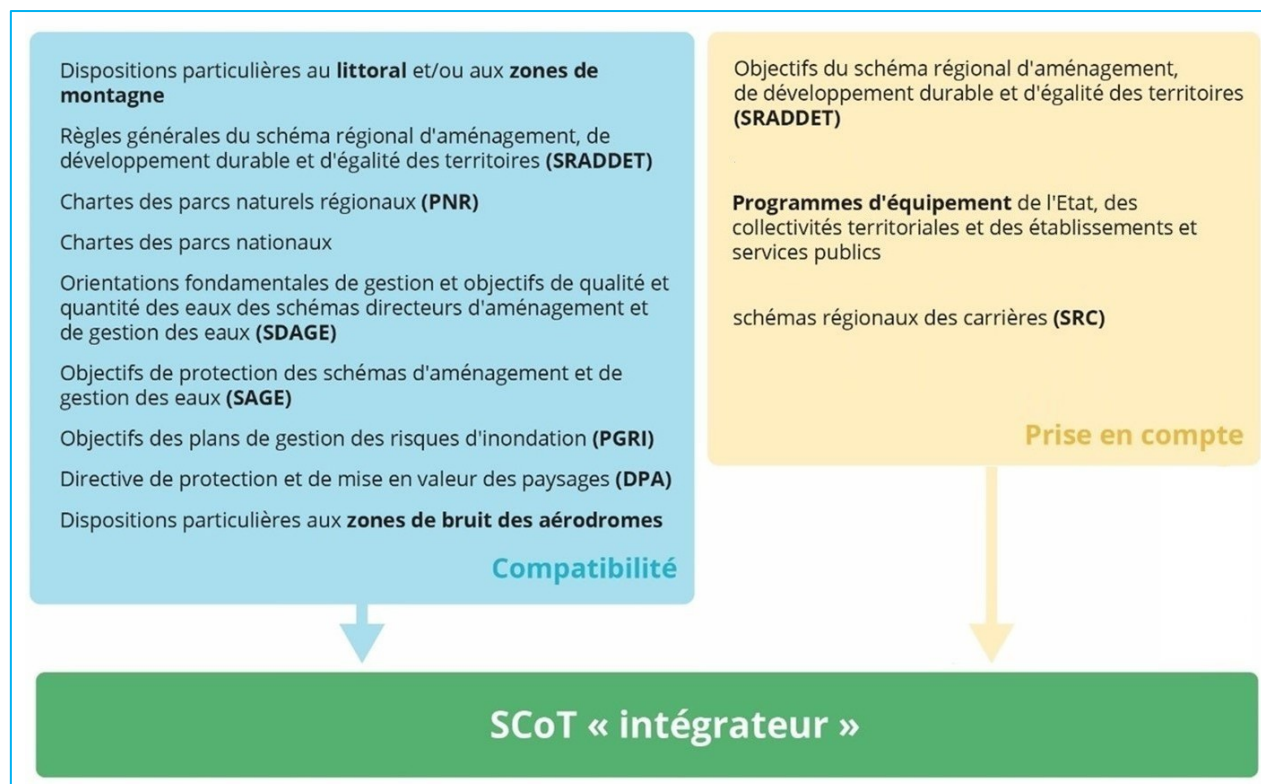 Dispositions particulières au littoral et/ou aux zones de
montagne
Règles générales du schéma régional d'aménagement, de
développement durable et d'égalité des territoires (SRADDET)
Chartes des parcs naturels régionaux (PNR)
Chartes des parcs nationaux
Orientations fondamentales de gestion et objectifs de qualité et
quantité des eaux des schémas directeurs d'aménagement et
de gestion des eaux (SDAGE)
Objectifs de protection des schémas d'aménagement et de
gestion des eaux (SAGE)
Objectifs des plans de gestion des risques d'inondation (PGRI)
Directive de protection et de mise en valeur des paysages (DPA)
Dispositions particulières aux zones de bruit des aérodromes
Compatibilité
Objectifs du schéma régional d'aménagement,
de développement durable et d'égalité des territoires
(SRADDET)
Programmes d'équipement de l'Etat, des
collectivités territoriales et des établissements et
services publics
schémas régionaux des carrières (SRC)
Prise en compte
SCoT « intégrateur »